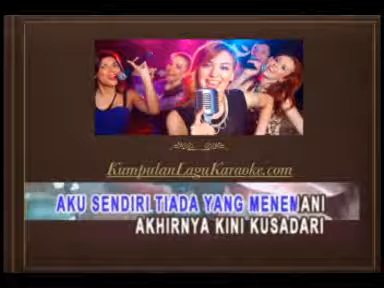 KumpulanLaguKaraoke.com
AKU SENDIRI TIADA YANG MENEMANI
AKHIRNYA KINI KUSADARI